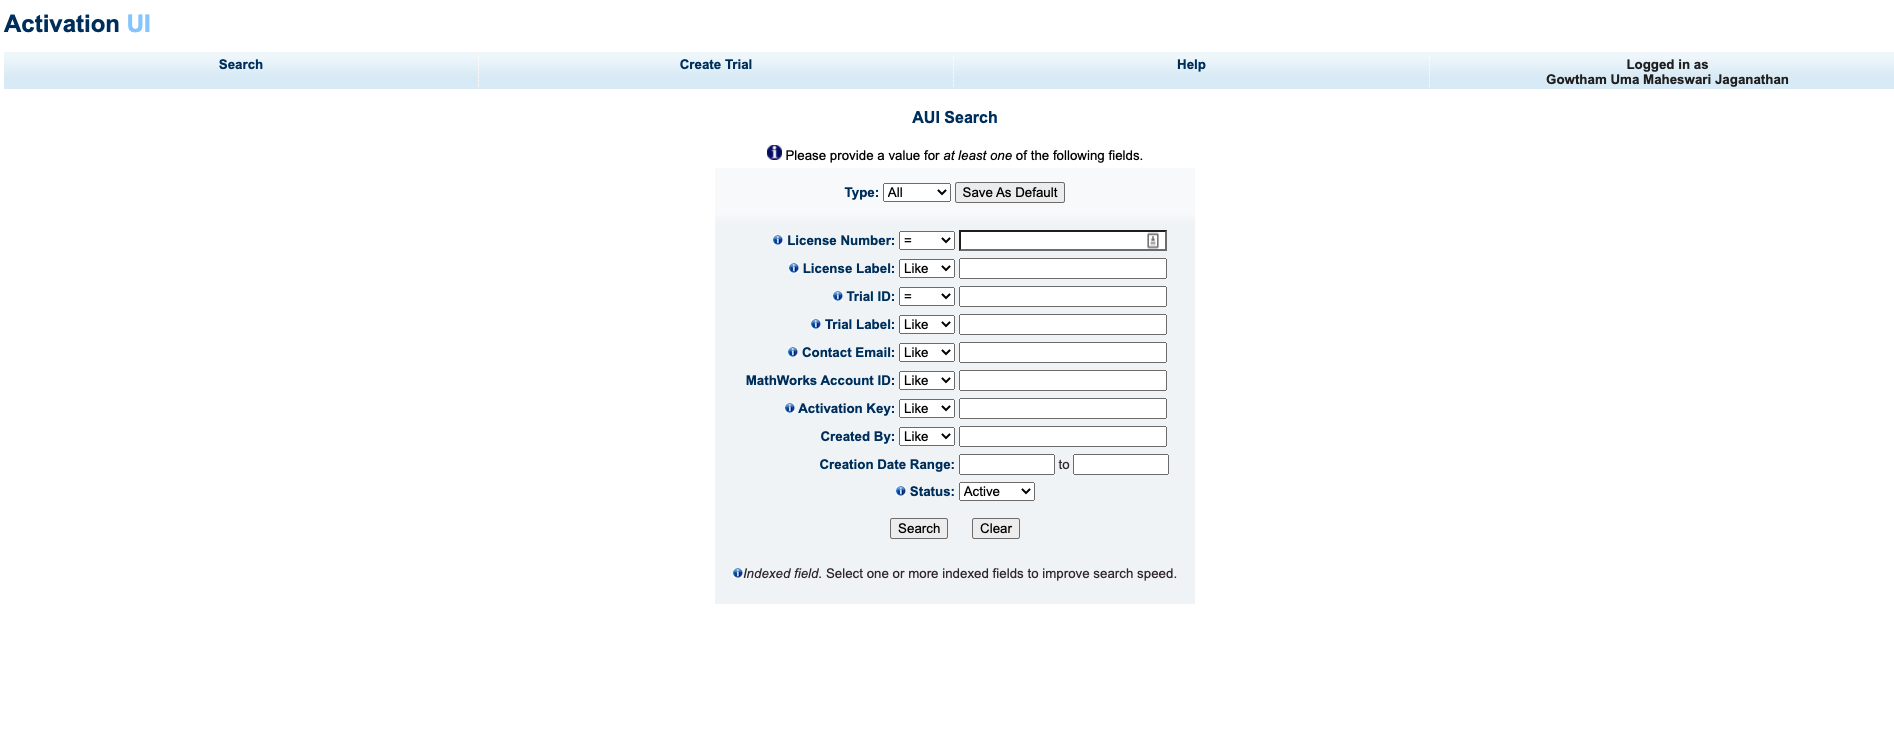 Activation UI
Search
Create Trial
Help
Logged in as
Gowtham Uma Maheswari Jaganathan
AUI Search
Please provide a value for at least one of the following fields.
Type: All Save As Default
License Number: =
License Label: Like
Trial ID: =
Trial Label: Like
Contact Email: Like
MathWorks Account ID: Like
Activation Key: Like
Created By: Like
Creation Date Range: to
Status: Active
Search Clear
Indexed field. Select one or more indexed fields to improve search speed.